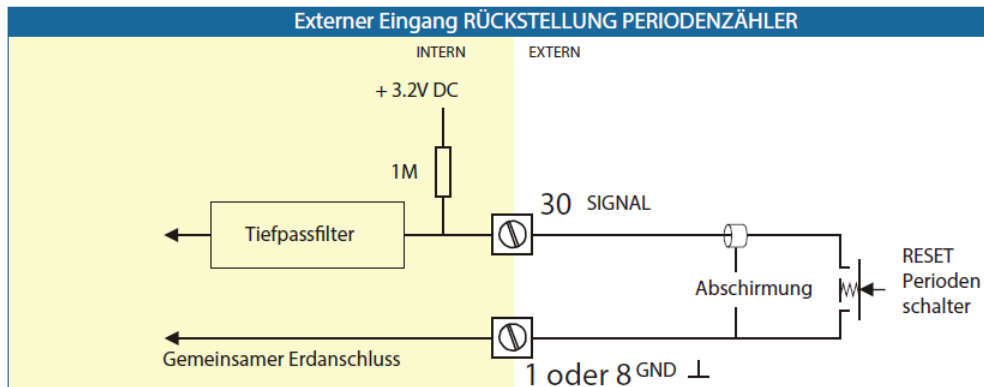 Externer Eingang RÜCKSTELLUNG PERIODENZÄHLER
INTERN
EXTERN
+ 3.2V DC
1M
30 SIGNAL
Tiefpassfilter
RESET
Perioden
schalter
Abschirmung
Gemeinsamer Erdanschluss
1 oder 8 GND ⊥